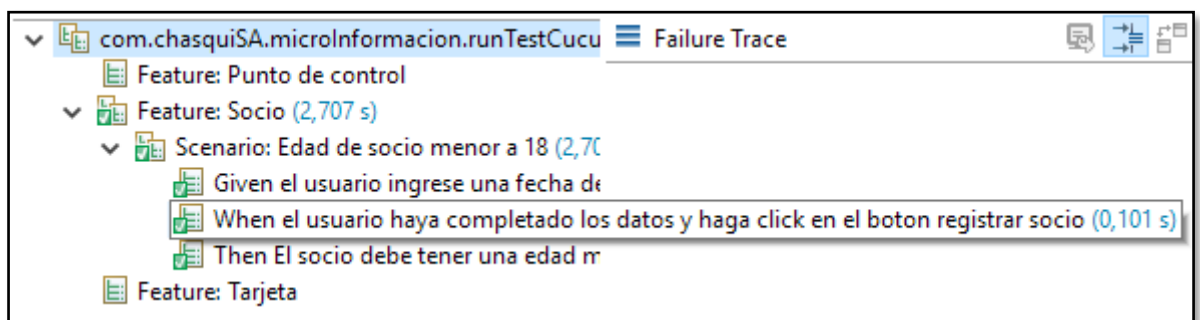 com.chasquiSA.microInformacion.runTestCucu
Failure Trace
Feature: Punto de control
Feature: Socio (2,707 s)
Scenario: Edad de socio menor a 18 (2,70
Given el usuario ingrese una fecha de
When el usuario haya completado los datos y haga click en el boton registrar socio (0,101 s)
Then El socio debe tener una edad m
Feature: Tarjeta